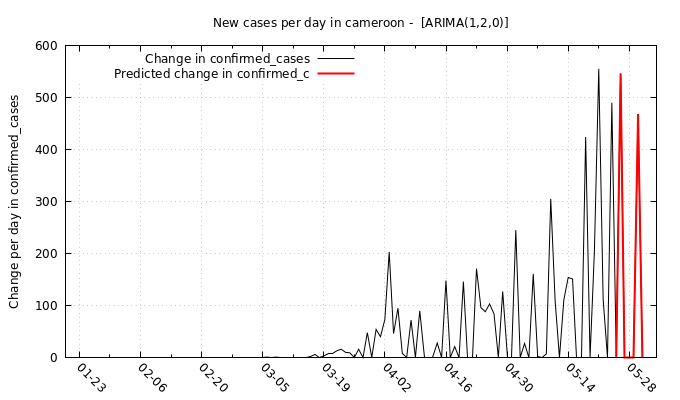 New cases per day in cameroon -  [ARIMA(1,2,0)]
Change in confirmed_cases
Predicted change in confirmed_c
Change per day in confirmed_cases
600
500
400
300
200
100
0
01-23 02-06 02-20 03-05 03-19 04-02 04-16 04-30 05-14 05-28